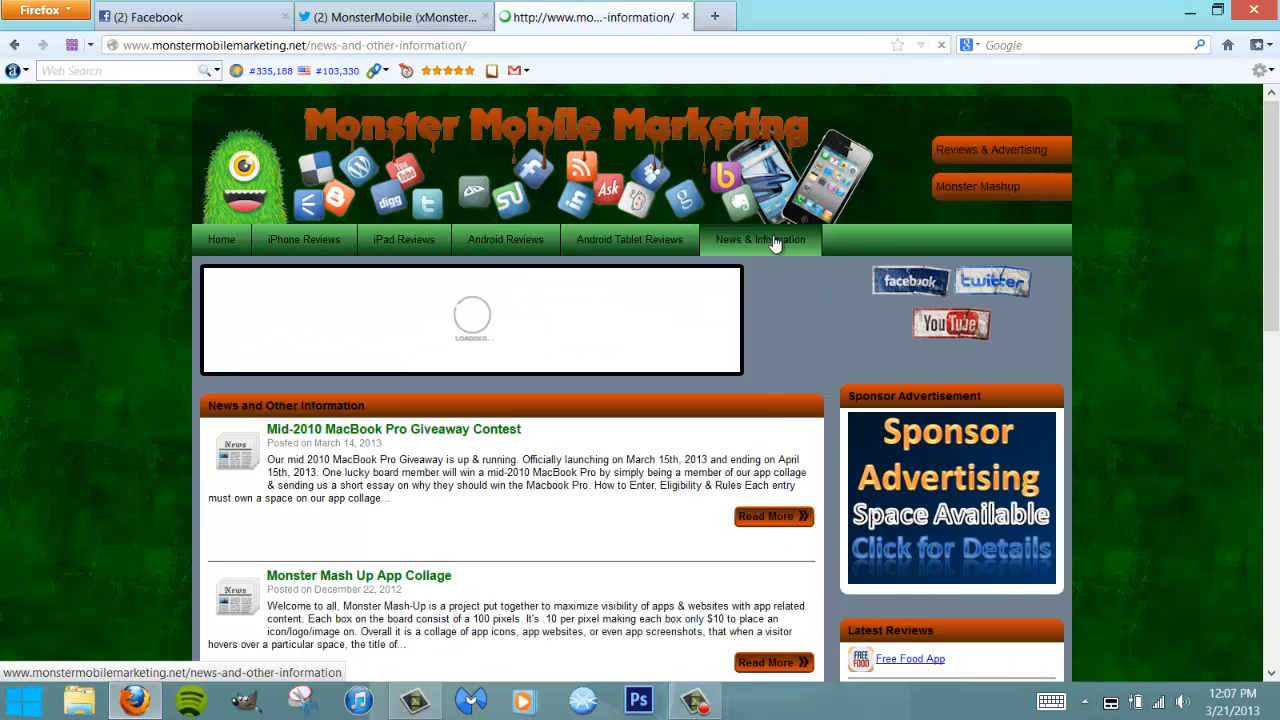 Firefox
(2) Facebook
(2) MonsterMobile (xMonster...
http://www.mo...-information/
www.monstermobilemarketing.net/news-and-other-information/
Google
Web Search
#335,188
#103,330
Monster Mobile Marketing
You Tube
digg
Ask
Reviews & Advertising
Monster Mashup
Home
iPhone Reviews
iPad Reviews
Android Reviews
Android Tablet Reviews
News & Information
LOADING...
facebook
twitter
YouTube
News and Other Information
News
Mid-2010 MacBook Pro Giveaway Contest
Posted on March 14, 2013
Our mid 2010 MacBook Pro Giveaway is up & running. Officially launching on March 15th, 2013 and ending on April
15th, 2013. One lucky board member will win a mid-2010 MacBook Pro by simply being a member of our app collage
& sending us a short essay on why they should win the Macbook Pro. How to Enter, Eligibility & Rules Each entry
must own a space on our app collage...
Read More
News
Monster Mash Up App Collage
Posted on December 22, 2012
Welcome to all, Monster Mash-Up is a project put together to maximize visibility of apps & websites with app related
content. Each box on the board consist of a 100 pixels. It's .10 per pixel making each box only $10 to place an
icon/logo/image on. Overall it is a collage of app icons, app websites, or even app screenshots, that when a visitor
hovers over a particular space, the title of...
Read More
Sponsor Advertisement
Sponsor
Advertising
Space Available
Click for Details
Latest Reviews
FREE
FOOD
Free Food App
www.monstermobilemarketing.net/news-and-other-information
Ps
12:07 PM
3/21/2013